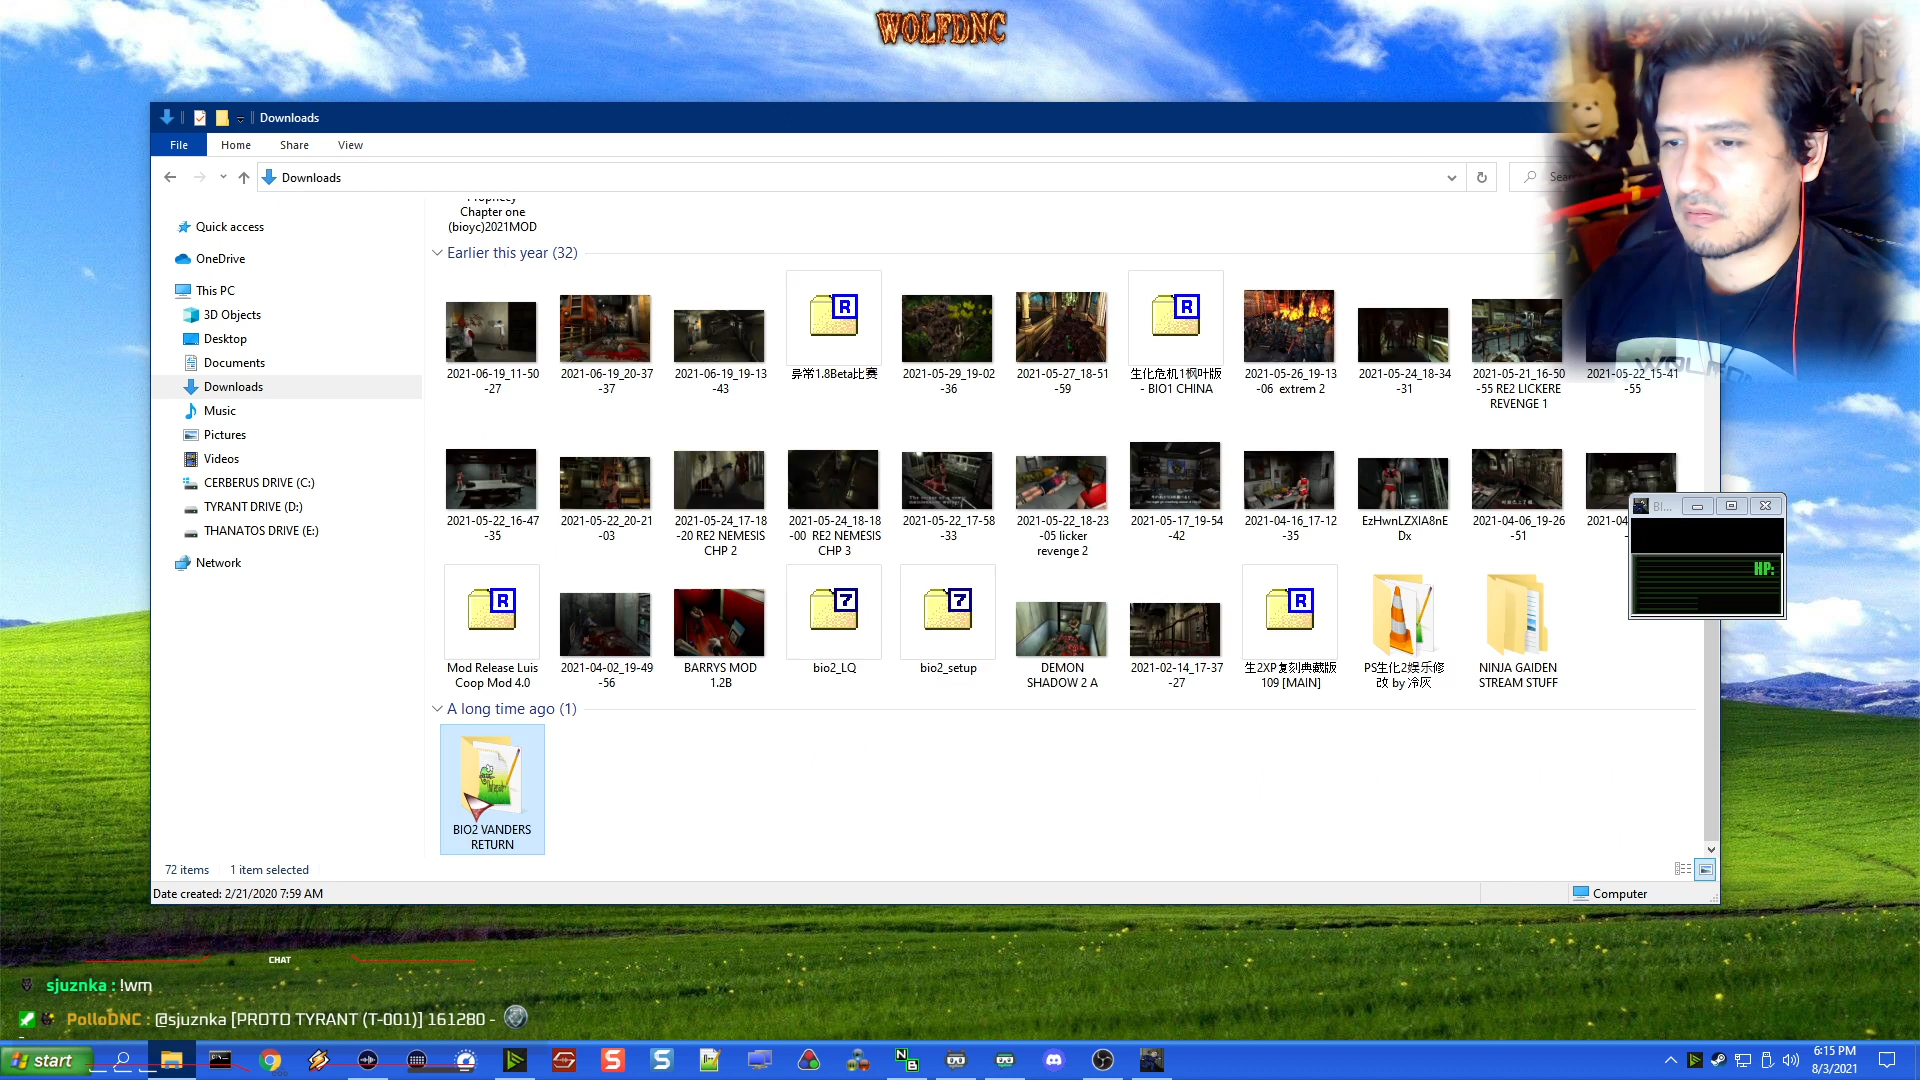 WOLFDNC
Downloads
File Home Share View
Downloads
Chapter one
(bioyc)2021MOD
Quick access
OneDrive
This PC
3D Objects
Desktop
Documents
Downloads
Music
Pictures
Videos
CERBERUS DRIVE (C:)
TYRANT DRIVE (D:)
THANATOS DRIVE (E:)
Network
Earlier this year (32)
2021-06-19_11-50
-27
2021-06-19_20-37
-37
2021-06-19_19-13
-43
异常1.8Beta比赛
2021-05-29_19-02
-36
2021-05-27_18-51
-59
生化危机1枫叶版
- BIO1 CHINA
2021-05-26_19-13
-06 extrem 2
2021-05-24_18-34
-31
2021-05-21_16-50
-55 RE2 LICKERE
REVENGE 1
2021-05-22_15-41
-55
2021-05-22_16-47
-35
2021-05-22_20-21
-03
2021-05-24_17-18
-20 RE2 NEMESIS
CHP 2
2021-05-24_18-18
-00 RE2 NEMESIS
CHP 3
2021-05-22_17-58
-33
2021-05-22_18-23
-05 licker
revenge 2
2021-05-17_19-54
-42
2021-04-16_17-12
-35
EzHwnLZXIA8nE
Dx
2021-04-06_19-26
-51
2021-04
Bl...
HP:
Mod Release Luis
Coop Mod 4.0
2021-04-02_19-49
-56
BARRYS MOD
1.2B
bio2_LQ
bio2_setup
DEMON
SHADOW 2 A
2021-02-14_17-37
-27
生2XP复刻典藏版
109 [MAIN]
PS生化2娱乐修
改 by 冷灰
NINJA GAIDEN
STREAM STUFF
A long time ago (1)
BIO2 VANDERS
RETURN
72 items 1 item selected
Date created: 2/21/2020 7:59 AM
Computer
CHAT
sjuznka : !wm
PolloDNC : @sjuznka [PROTO TYRANT (T-001)] 161280 -
start
6:15 PM
8/3/2021